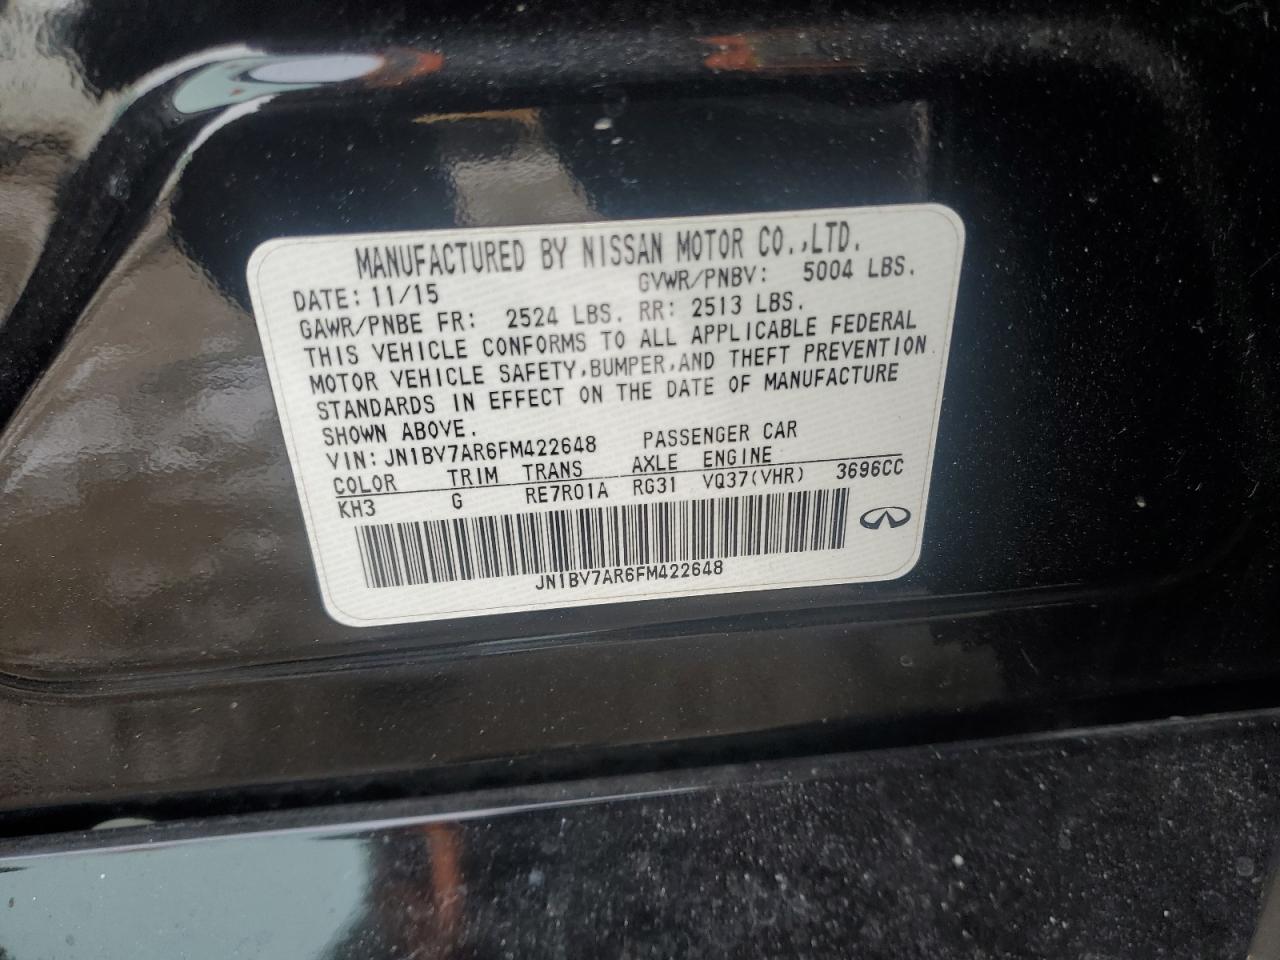 MANUFACTURED BY NISSAN MOTOR CO.,LTD.
DATE: 11/15 GVWR/PNBV: 5004 LBS.
GAWR/PNBE FR: 2524 LBS. RR: 2513 LBS.
THIS VEHICLE CONFORMS TO ALL APPLICABLE FEDERAL
MOTOR VEHICLE SAFETY,BUMPER,AND THEFT PREVENTION
STANDARDS IN EFFECT ON THE DATE OF MANUFACTURE
SHOWN ABOVE.
VIN:JN1BV7AR6FM422648 PASSENGER CAR
COLOR TRIM TRANS AXLE ENGINE
KH3 G RE7R01A RG31 VQ37(VHR) 3696CC
JN1BV7AR6FM422648